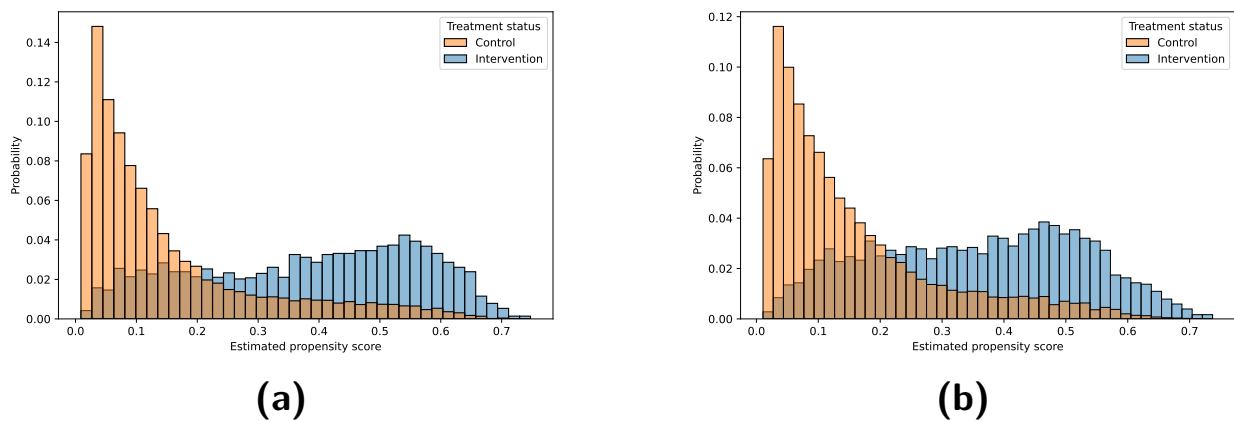 Treatment status
Control
Intervention
0.14
0.12
0.10
0.08
0.06
0.04
0.02
0.00
Probability
0.0 0.1 0.2 0.3 0.4 0.5 0.6 0.7
Estimated propensity score
(a)
Treatment status
Control
Intervention
0.12
0.10
0.08
0.06
0.04
0.02
0.00
Probability
0.0 0.1 0.2 0.3 0.4 0.5 0.6 0.7
Estimated propensity score
(b)